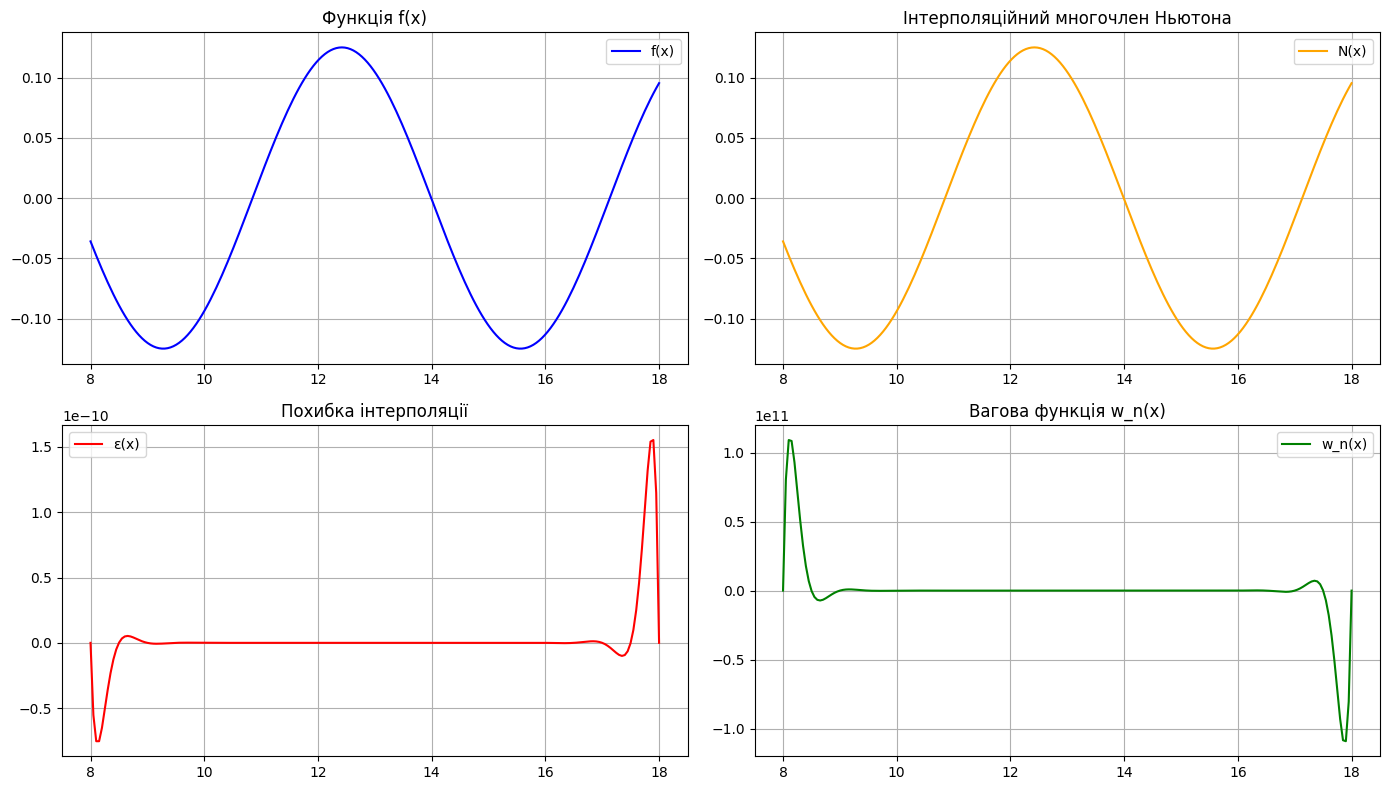 Функція f(x)
f(x)
0.10
0.05
0.00
−0.05
−0.10
8 10 12 14 16 18
Інтерполяційний многочлен Ньютона
N(x)
0.10
0.05
0.00
−0.05
−0.10
8 10 12 14 16 18
Похибка інтерполяції
1e−10
ε(x)
1.5
1.0
0.5
0.0
−0.5
8 10 12 14 16 18
Вагова функція w_n(x)
1e11
w_n(x)
1.0
0.5
0.0
−0.5
−1.0
8 10 12 14 16 18